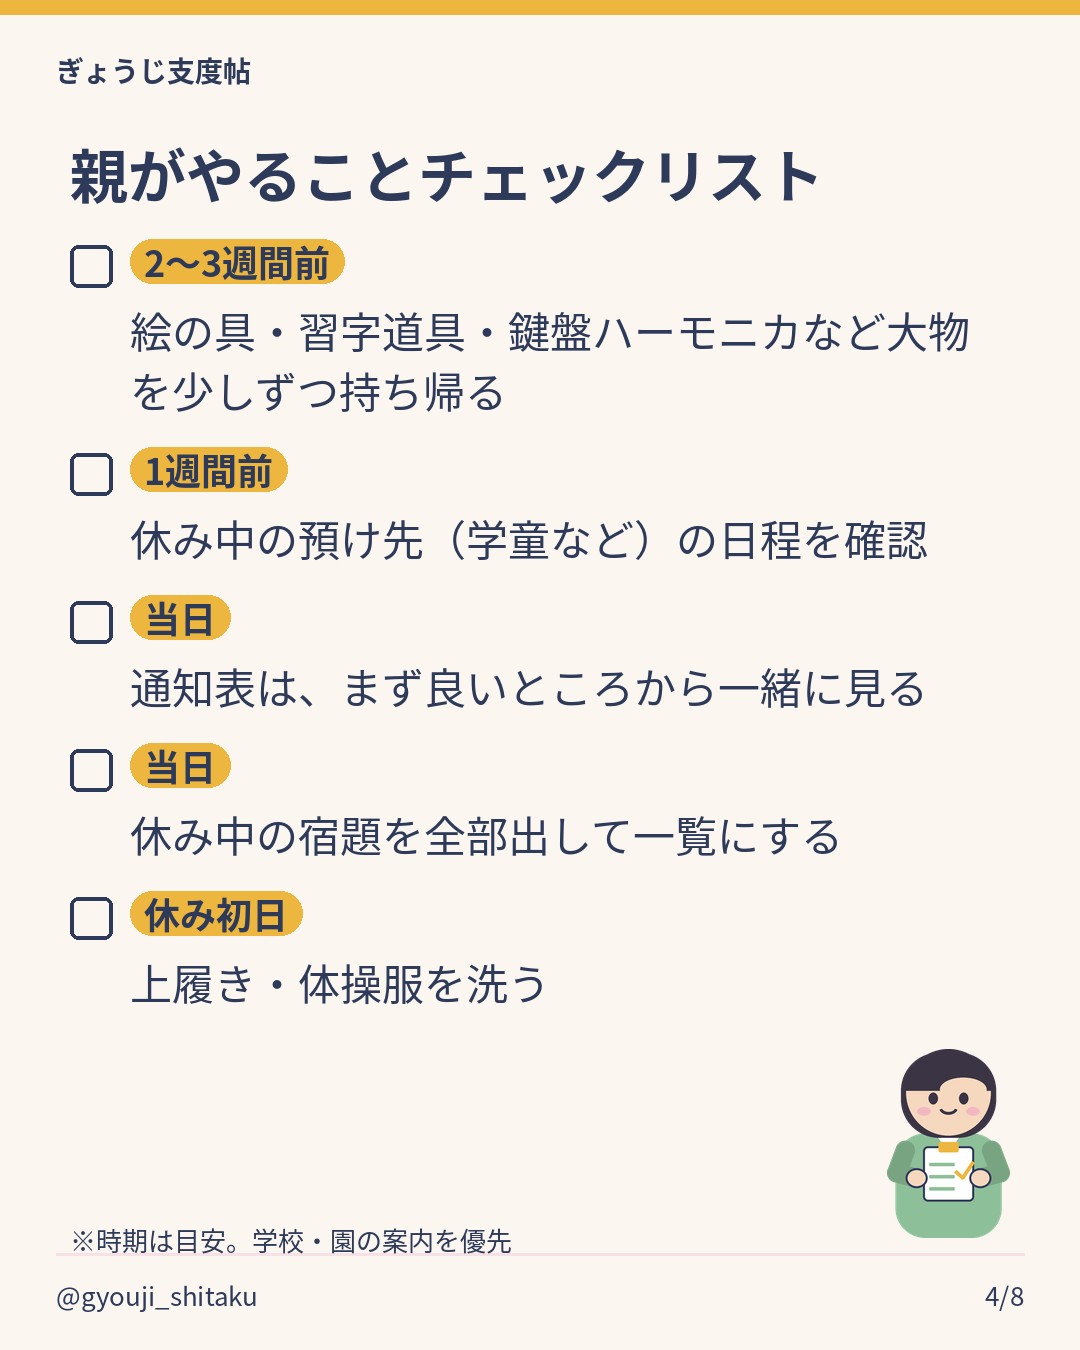 ぎょうじ支度帖
親がやることチェックリスト
2〜3週間前
絵の具・習字道具・鍵盤ハーモニカなど大物
を少しずつ持ち帰る
1週間前
休み中の預け先（学童など）の日程を確認
当日
通知表は、まず良いところから一緒に見る
当日
休み中の宿題を全部出して一覧にする
休み初日
上履き・体操服を洗う
※時期は目安。学校・園の案内を優先
@gyouji_shitaku
4/8